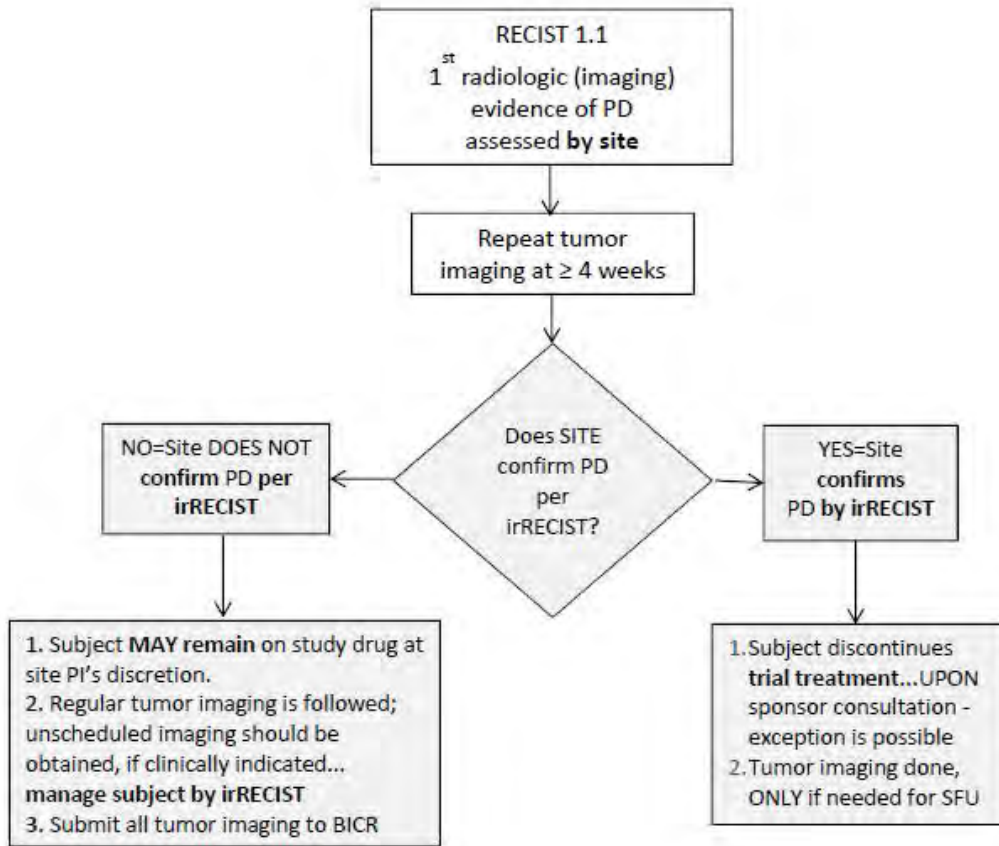 RECIST 1.1
1st radiologic (imaging)
evidence of PD
assessed by site
Repeat tumor
imaging at ≥ 4 weeks
Does SITE
confirm PD
per
irRECIST?
NO=Site DOES NOT
confirm PD per
irRECIST
YES=Site
confirms
PD by irRECIST
1. Subject MAY remain on study drug at
site PI's discretion.
2. Regular tumor imaging is followed;
unscheduled imaging should be
obtained, if clinically indicated...
manage subject by irRECIST
3. Submit all tumor imaging to BICR
1. Subject discontinues
trial treatment...UPON
sponsor consultation -
exception is possible
2. Tumor imaging done,
ONLY if needed for SFU